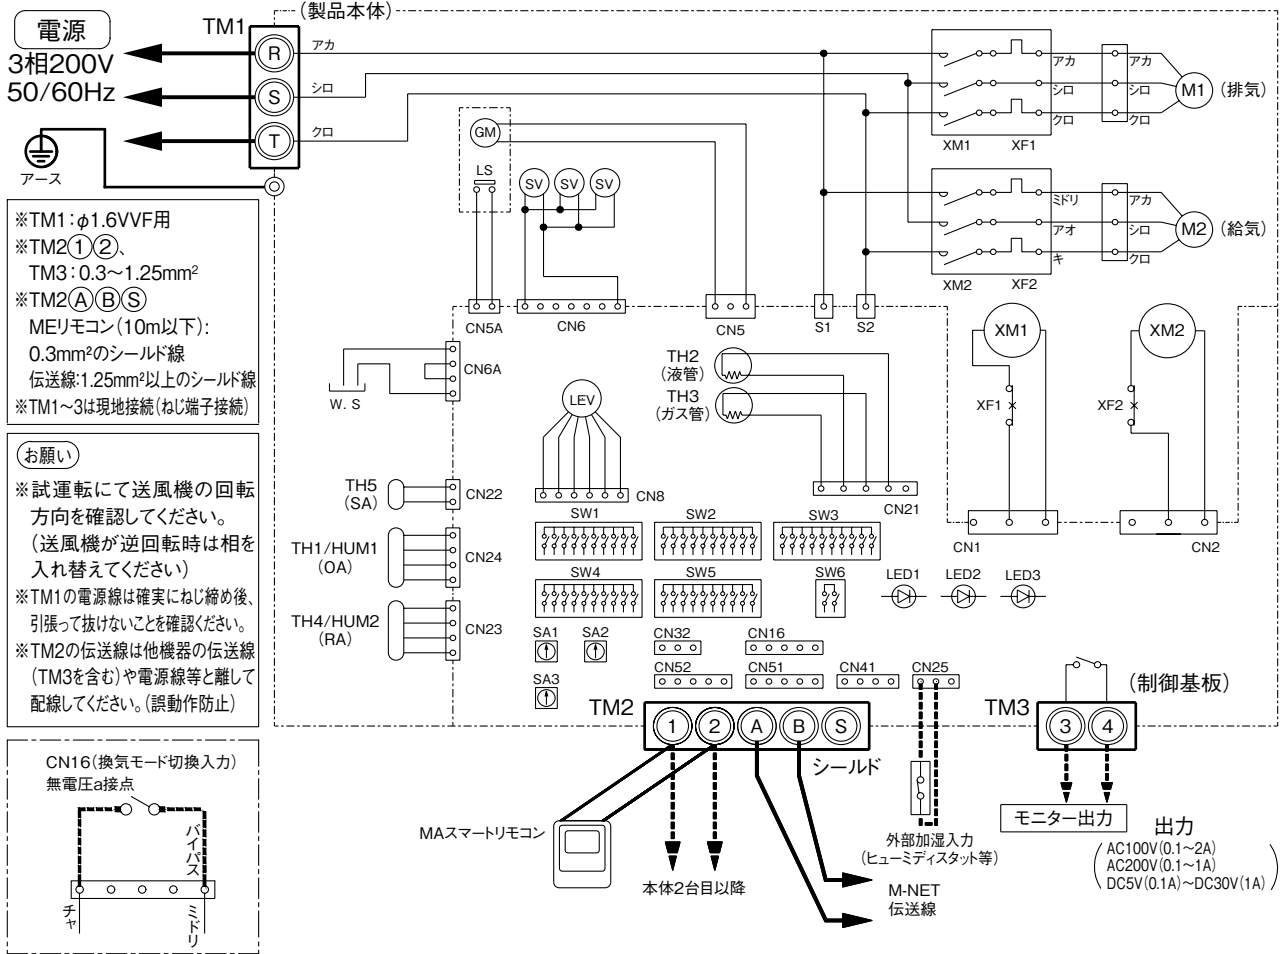 (製品本体)
電源
3相200V
50/60Hz
アース
TM1
R
S
T
アカ
シロ
クロ
GM
LS
SV
SV
SV
CN5A
CN6
CN5
S1
S2
XM1
XF1
アカ
シロ
クロ
アカ
シロ
クロ
M1
(排気)
XM2
XF2
ミドリ
アオ
キ
アカ
シロ
クロ
M2
(給気)
※TM1:φ1.6VVF用
※TM2①②、
TM3:0.3~1.25mm²
※TM2ⒶⒷⓈ
MEリモコン(10m以下):
0.3mm²のシールド線
伝送線:1.25mm²以上のシールド線
※TM1~3は現地接続(ねじ端子接続)
お願い
※試運転にて送風機の回転
方向を確認してください。
(送風機が逆回転時は相を
入れ替えてください)
※TM1の電源線は確実にねじ締め後、
引張って抜けないことを確認ください。
※TM2の伝送線は他機器の伝送線
(TM3を含む)や電源線等と離して
配線してください。(誤動作防止)
CN6A
W. S
LEV
CN8
TH2
(液管)
TH3
(ガス管)
CN21
XM1
XF1
CN1
XM2
XF2
CN2
TH5
(SA)
CN22
TH1/HUM1
(OA)
CN24
TH4/HUM2
(RA)
CN23
SW1
SW2
SW3
SW4
SW5
SW6
LED1
LED2
LED3
SA1
SA2
SA3
CN32
CN16
CN52
CN51
CN41
CN25
(制御基板)
TM2
1
2
A
B
S
シールド
TM3
3
4
モニター出力
出力
AC100V(0.1~2A)
AC200V(0.1~1A)
DC5V(0.1A)~DC30V(1A)
外部加湿入力
(ヒューミディスタット等)
MAスマートリモコン
本体2台目以降
M-NET
伝送線
CN16(換気モード切換入力)
無電圧a接点
バイパス
チャ
ミドリ